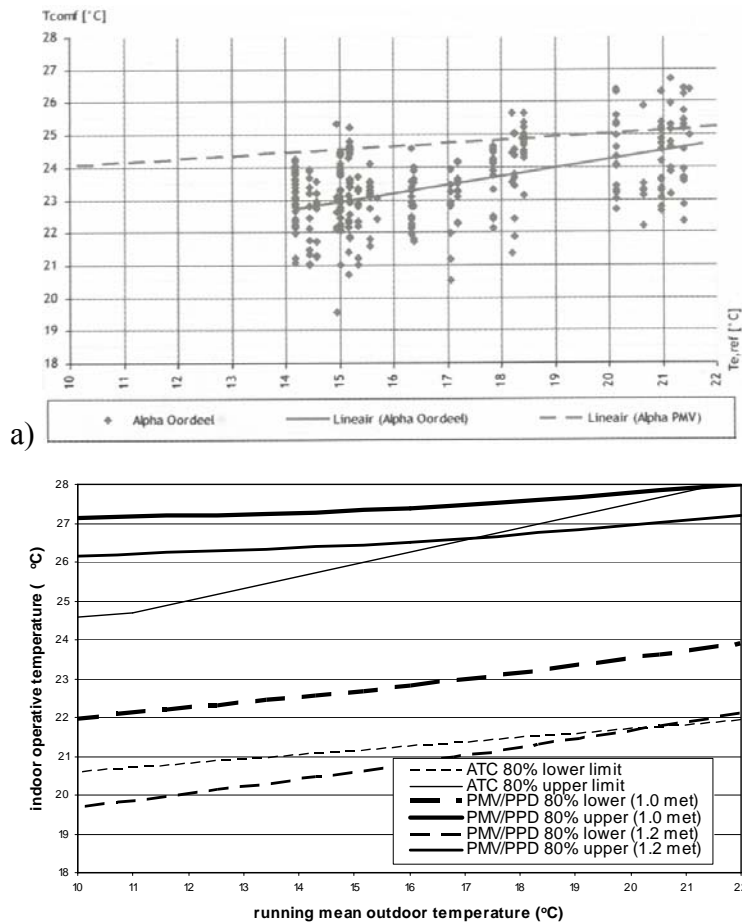 Tcomf [°C]
28
27
26
25
24
23
22
21
20
19
18
10
11
12
13
14
15
16
17
18
19
20
21
22
Te,ref [°C]
Alpha Oordeel
Lineair (Alpha Oordeel)
Lineair (Alpha PMV)
a)
28
27
26
25
24
23
22
21
20
19
18
indoor operative temperature ( °C)
ATC 80% lower limit
ATC 80% upper limit
PMV/PPD 80% lower (1.0 met)
PMV/PPD 80% upper (1.0 met)
PMV/PPD 80% lower (1.2 met)
PMV/PPD 80% upper (1.2 met)
10 11 12 13 14 15 16 17 18 19 20 21 22
running mean outdoor temperature (°C)